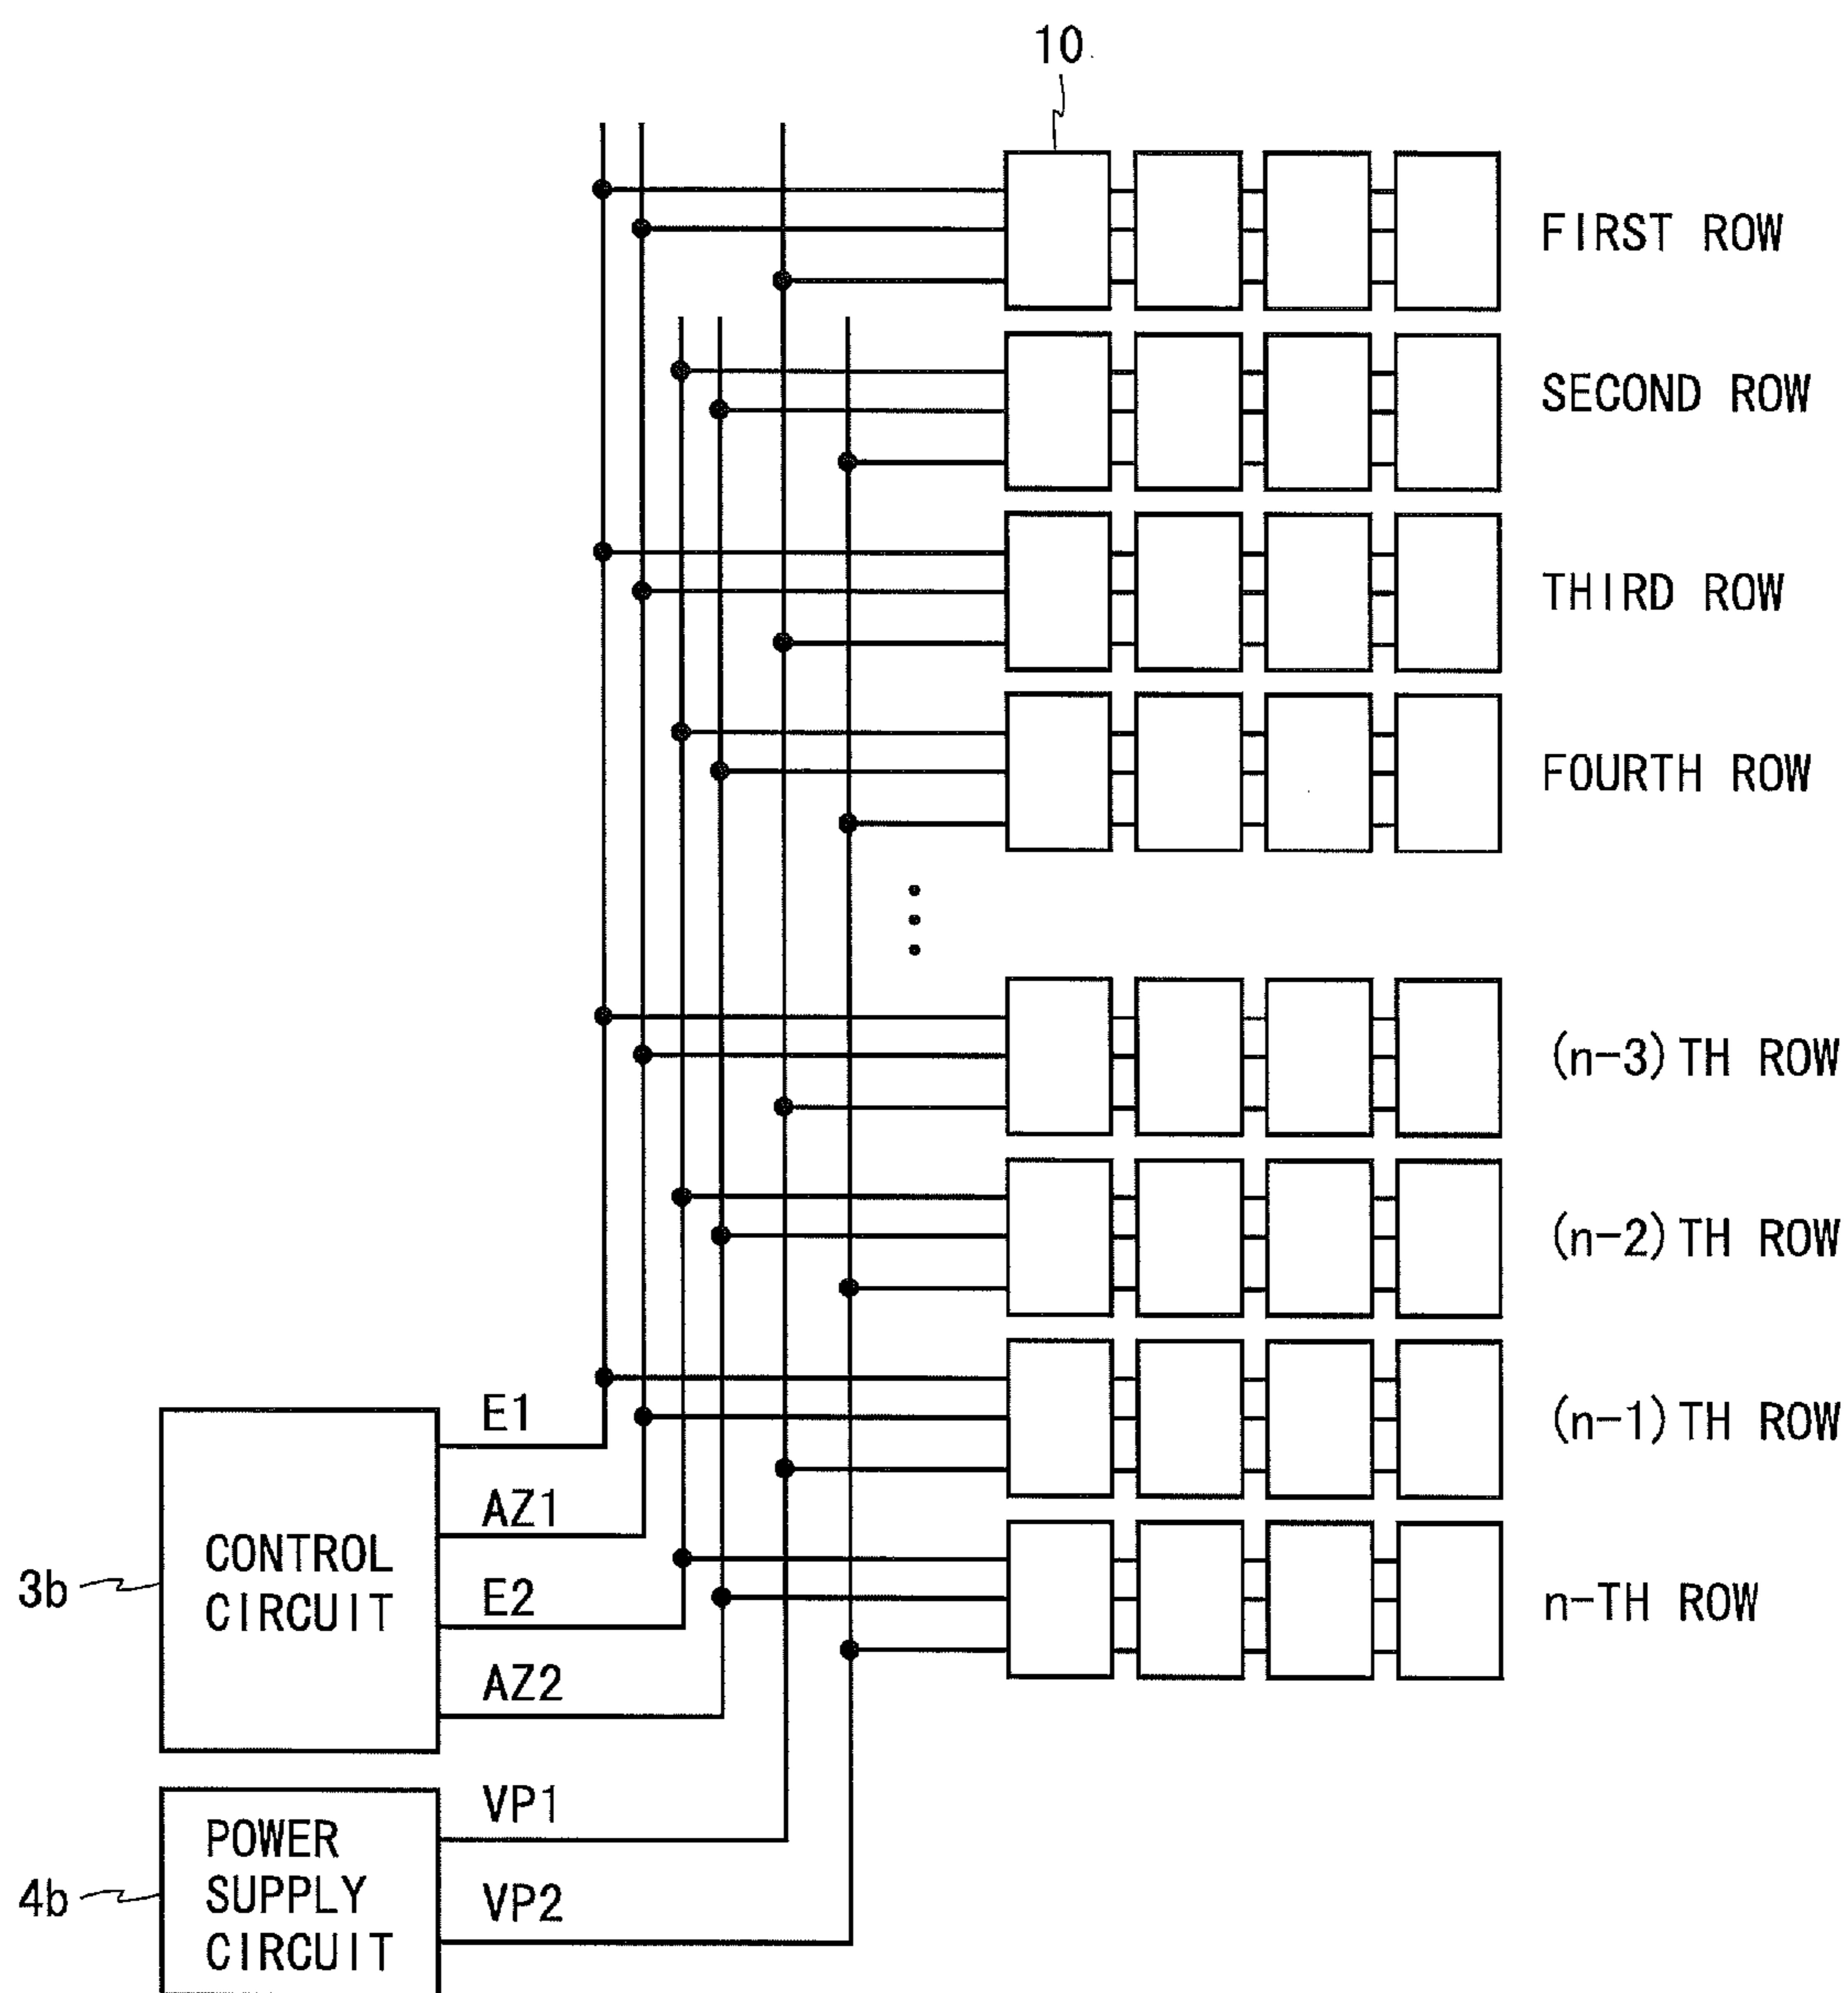 10
FIRST ROW
SECOND ROW
THIRD ROW
FOURTH ROW
(n-3)TH ROW
(n-2)TH ROW
(n-1)TH ROW
n-TH ROW
3b
CONTROL
CIRCUIT
E1
AZ1
E2
AZ2
4b
POWER
SUPPLY
CIRCUIT
VP1
VP2